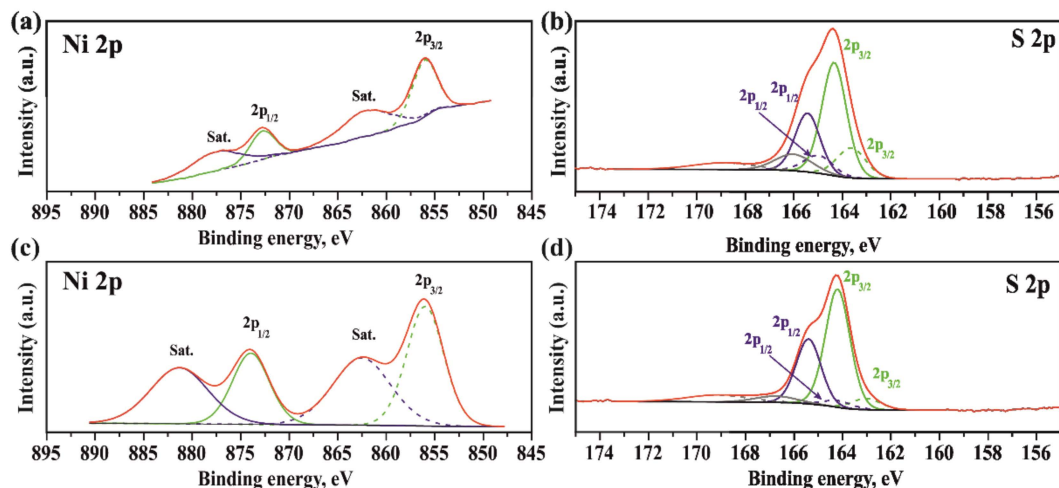 (a)
Ni 2p
Intensity (a.u.)
Sat.
2p1/2
Sat.
2p3/2
895 890 885 880 875 870 865 860 855 850 845
Binding energy, eV
(b)
S 2p
Intensity (a.u.)
2p3/2
2p1/2
2p1/2
2p3/2
174 172 170 168 166 164 162 160 158 156
Binding energy, eV
(c)
Ni 2p
Intensity (a.u.)
Sat.
2p1/2
Sat.
2p3/2
895 890 885 880 875 870 865 860 855 850 845
Binding energy, eV
(d)
S 2p
Intensity (a.u.)
2p3/2
2p1/2
2p1/2
2p3/2
174 172 170 168 166 164 162 160 158 156
Binding energy, eV